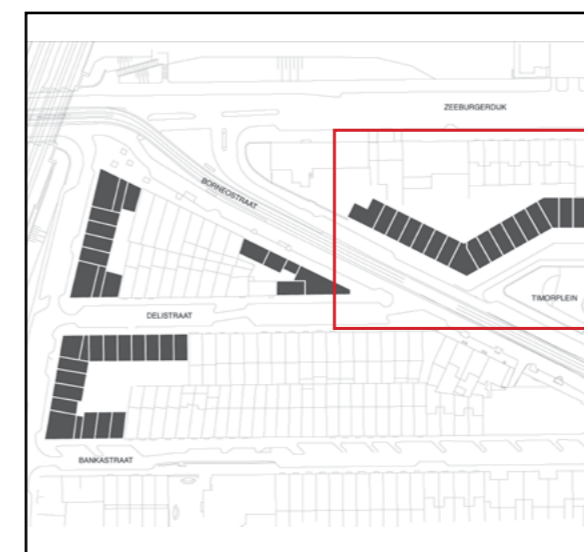 ZEEBURGERDIJK
BORNEOSTRAAT
TIMORPLEIN
DELISTRAAT
BANKASTRAAT